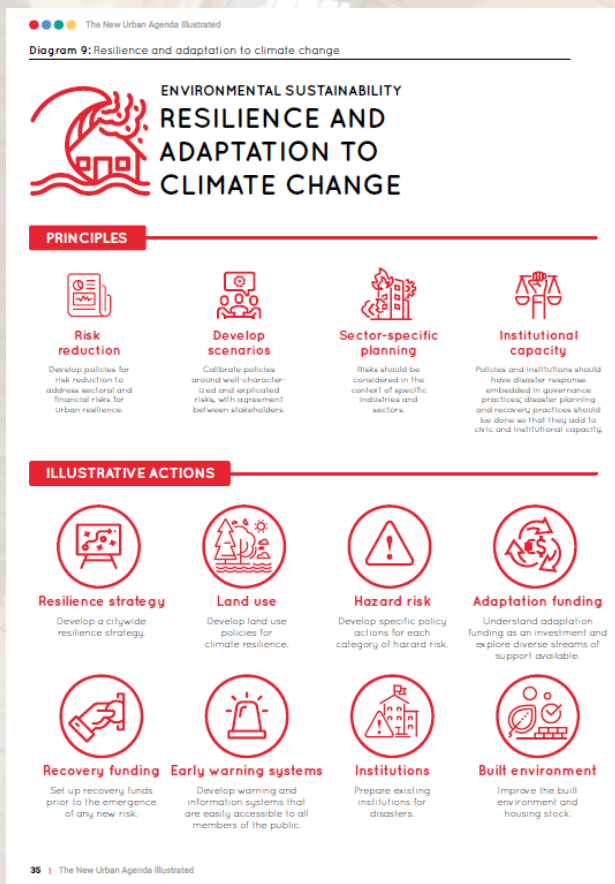 The New Urban Agenda Illustrated
Diagram 9: Resilience and adaptation to climate change
ENVIRONMENTAL SUSTAINABILITY
RESILIENCE AND
ADAPTATION TO
CLIMATE CHANGE
PRINCIPLES
Risk
reduction
Develop policies for
risk reduction to
address sectoral and
financial risks for
urban resilience.
Develop
scenarios
Calibrate policies
around well-character-
ized and explicated
risks, with agreement
between stakeholders.
Sector-specific
planning
Risks should be
considered in the
context of specific
industries and
sectors.
Institutional
capacity
Policies and institutions should
have disaster response
embedded in governance
practices; disaster planning
and recovery practices should
be done so that they add to
civic and institutional capacity.
ILLUSTRATIVE ACTIONS
Resilience strategy
Develop a citywide
resilience strategy.
Land use
Develop land use
policies for
climate resilience.
Hazard risk
Develop specific policy
actions for each
category of hazard risk.
€$
Adaptation funding
Understand adaptation
funding as an investment and
explore diverse streams of
support available.
Recovery funding
Set up recovery funds
prior to the emergence
of any new risk.
Early warning systems
Develop warning and
information systems that
are easily accessible to all
members of the public.
Institutions
Prepare existing
institutions for
disasters.
Built environment
Improve the built
environment and
housing stock.
35 | The New Urban Agenda Illustrated